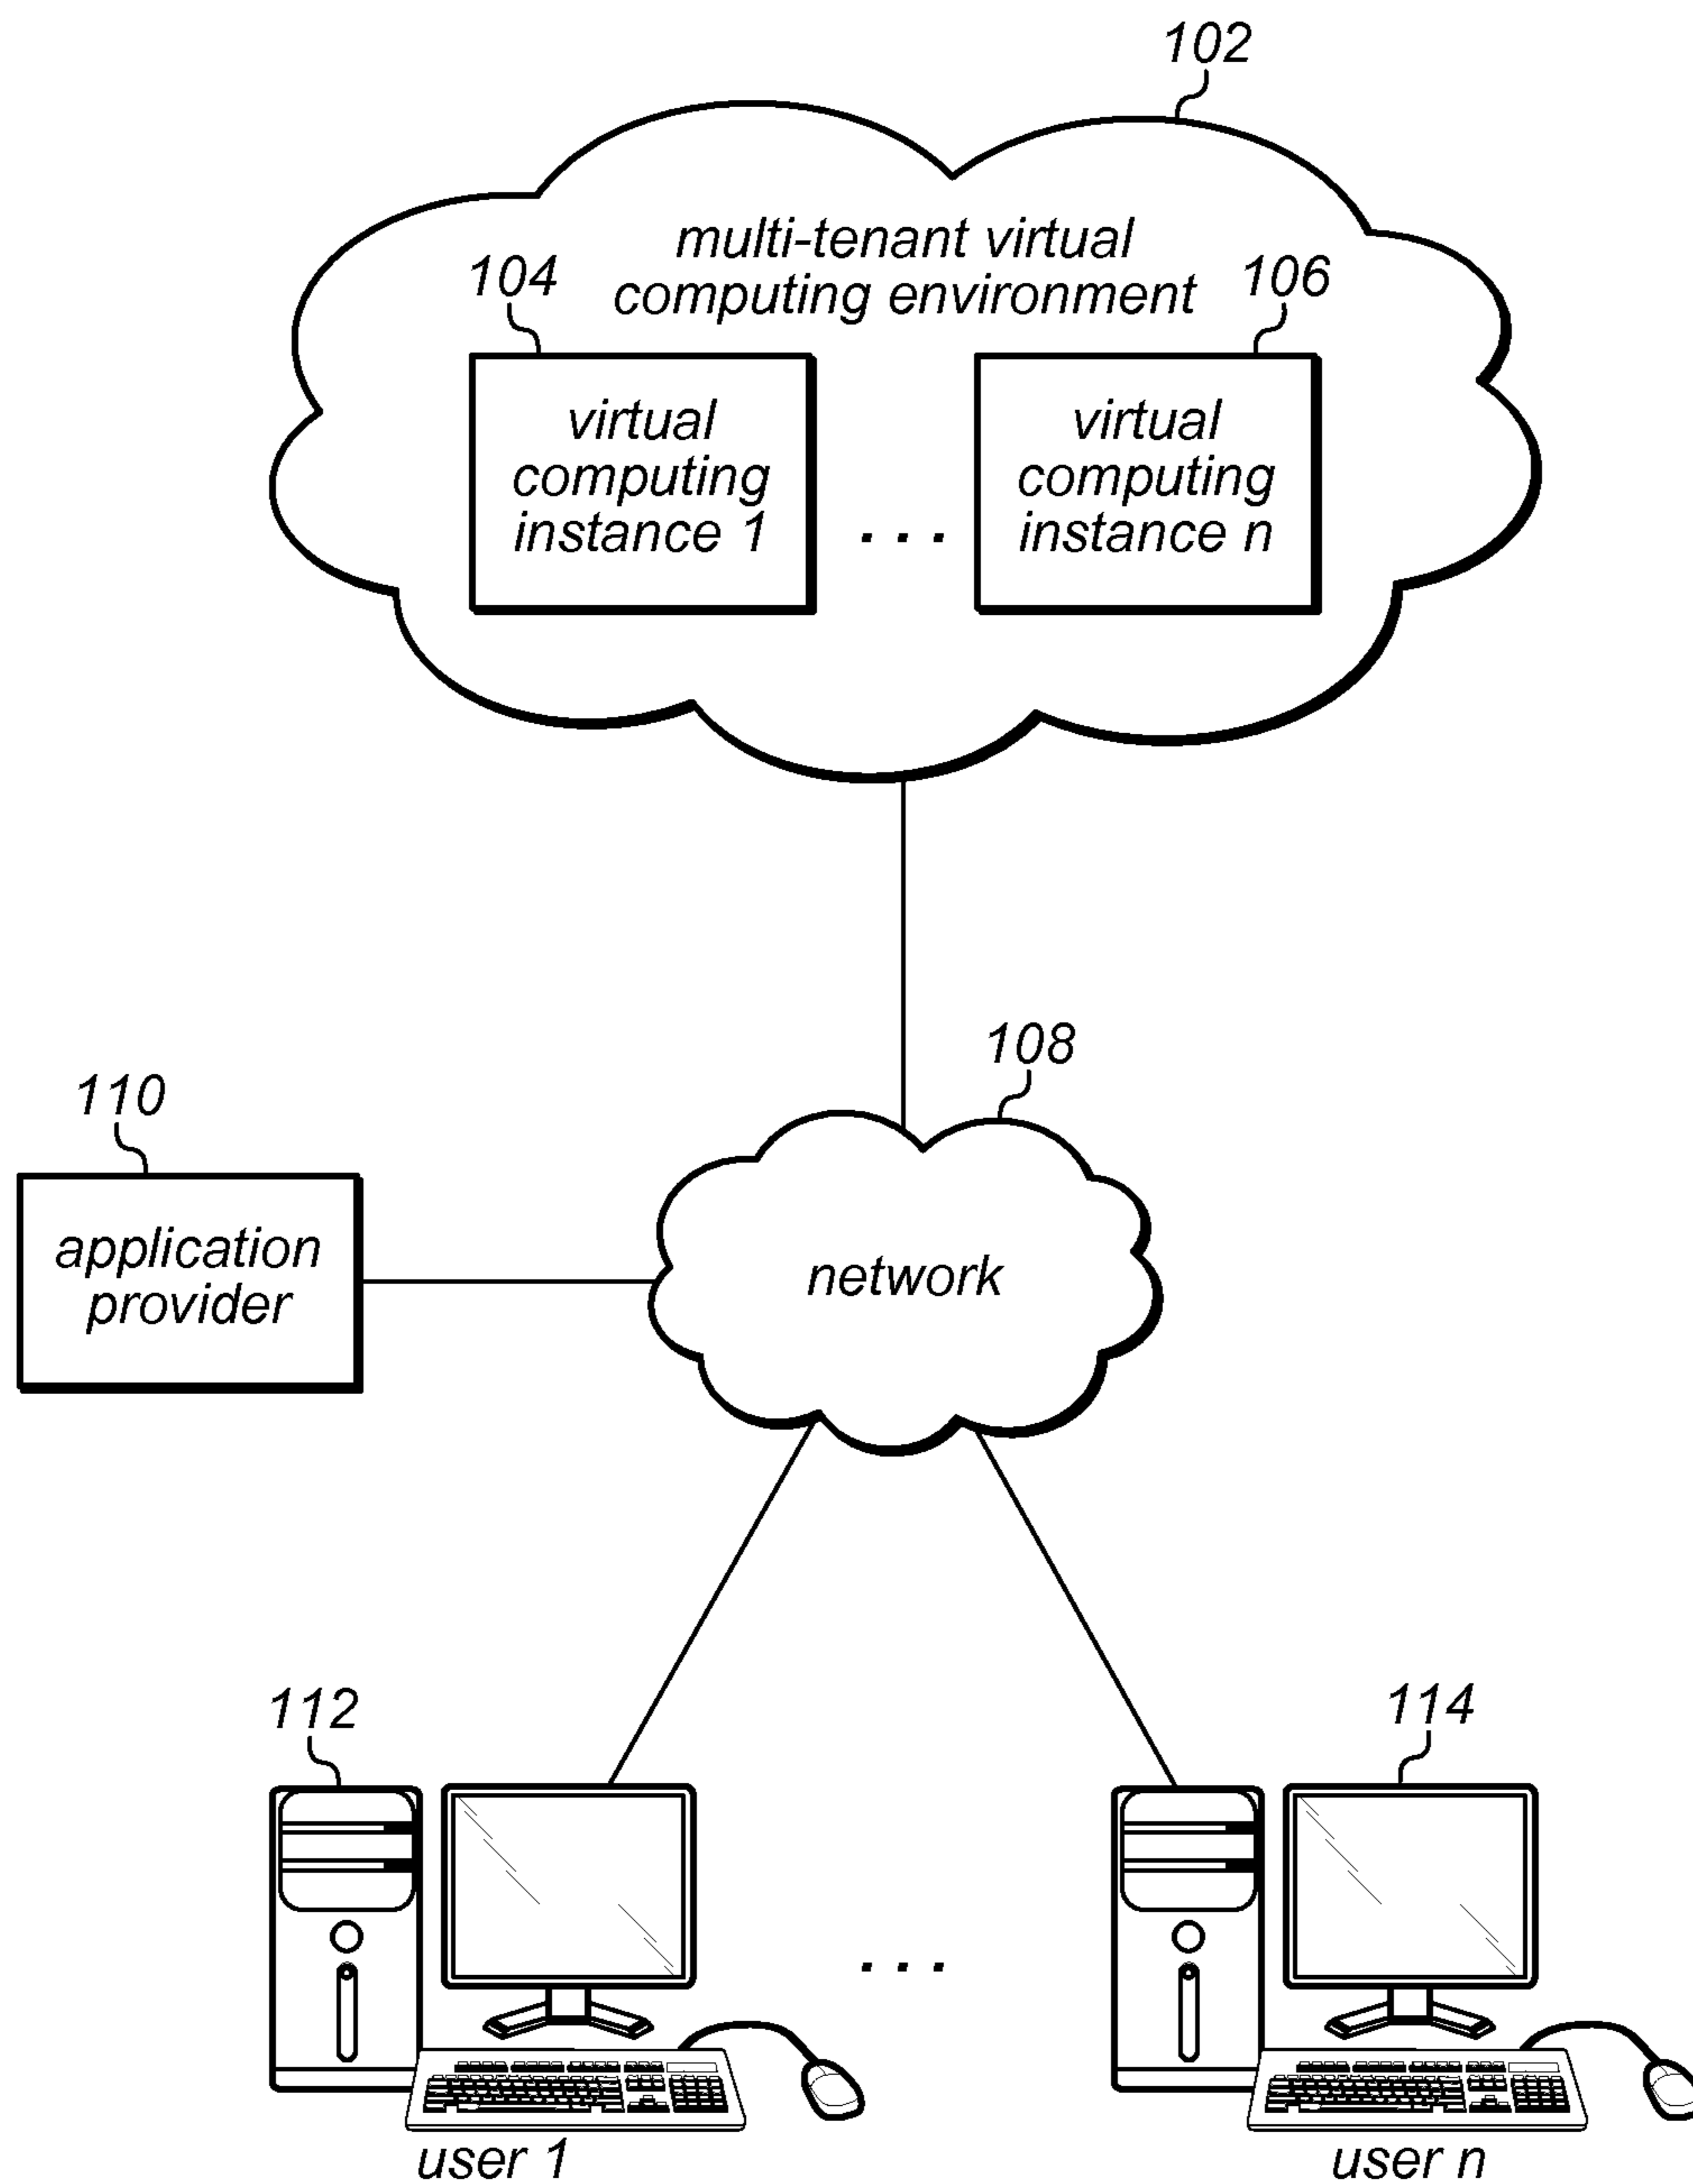 102
multi-tenant virtual
computing environment
104
106
virtual
computing
instance 1
. . .
virtual
computing
instance n
108
110
application
provider
network
112
114
. . .
user 1
user n